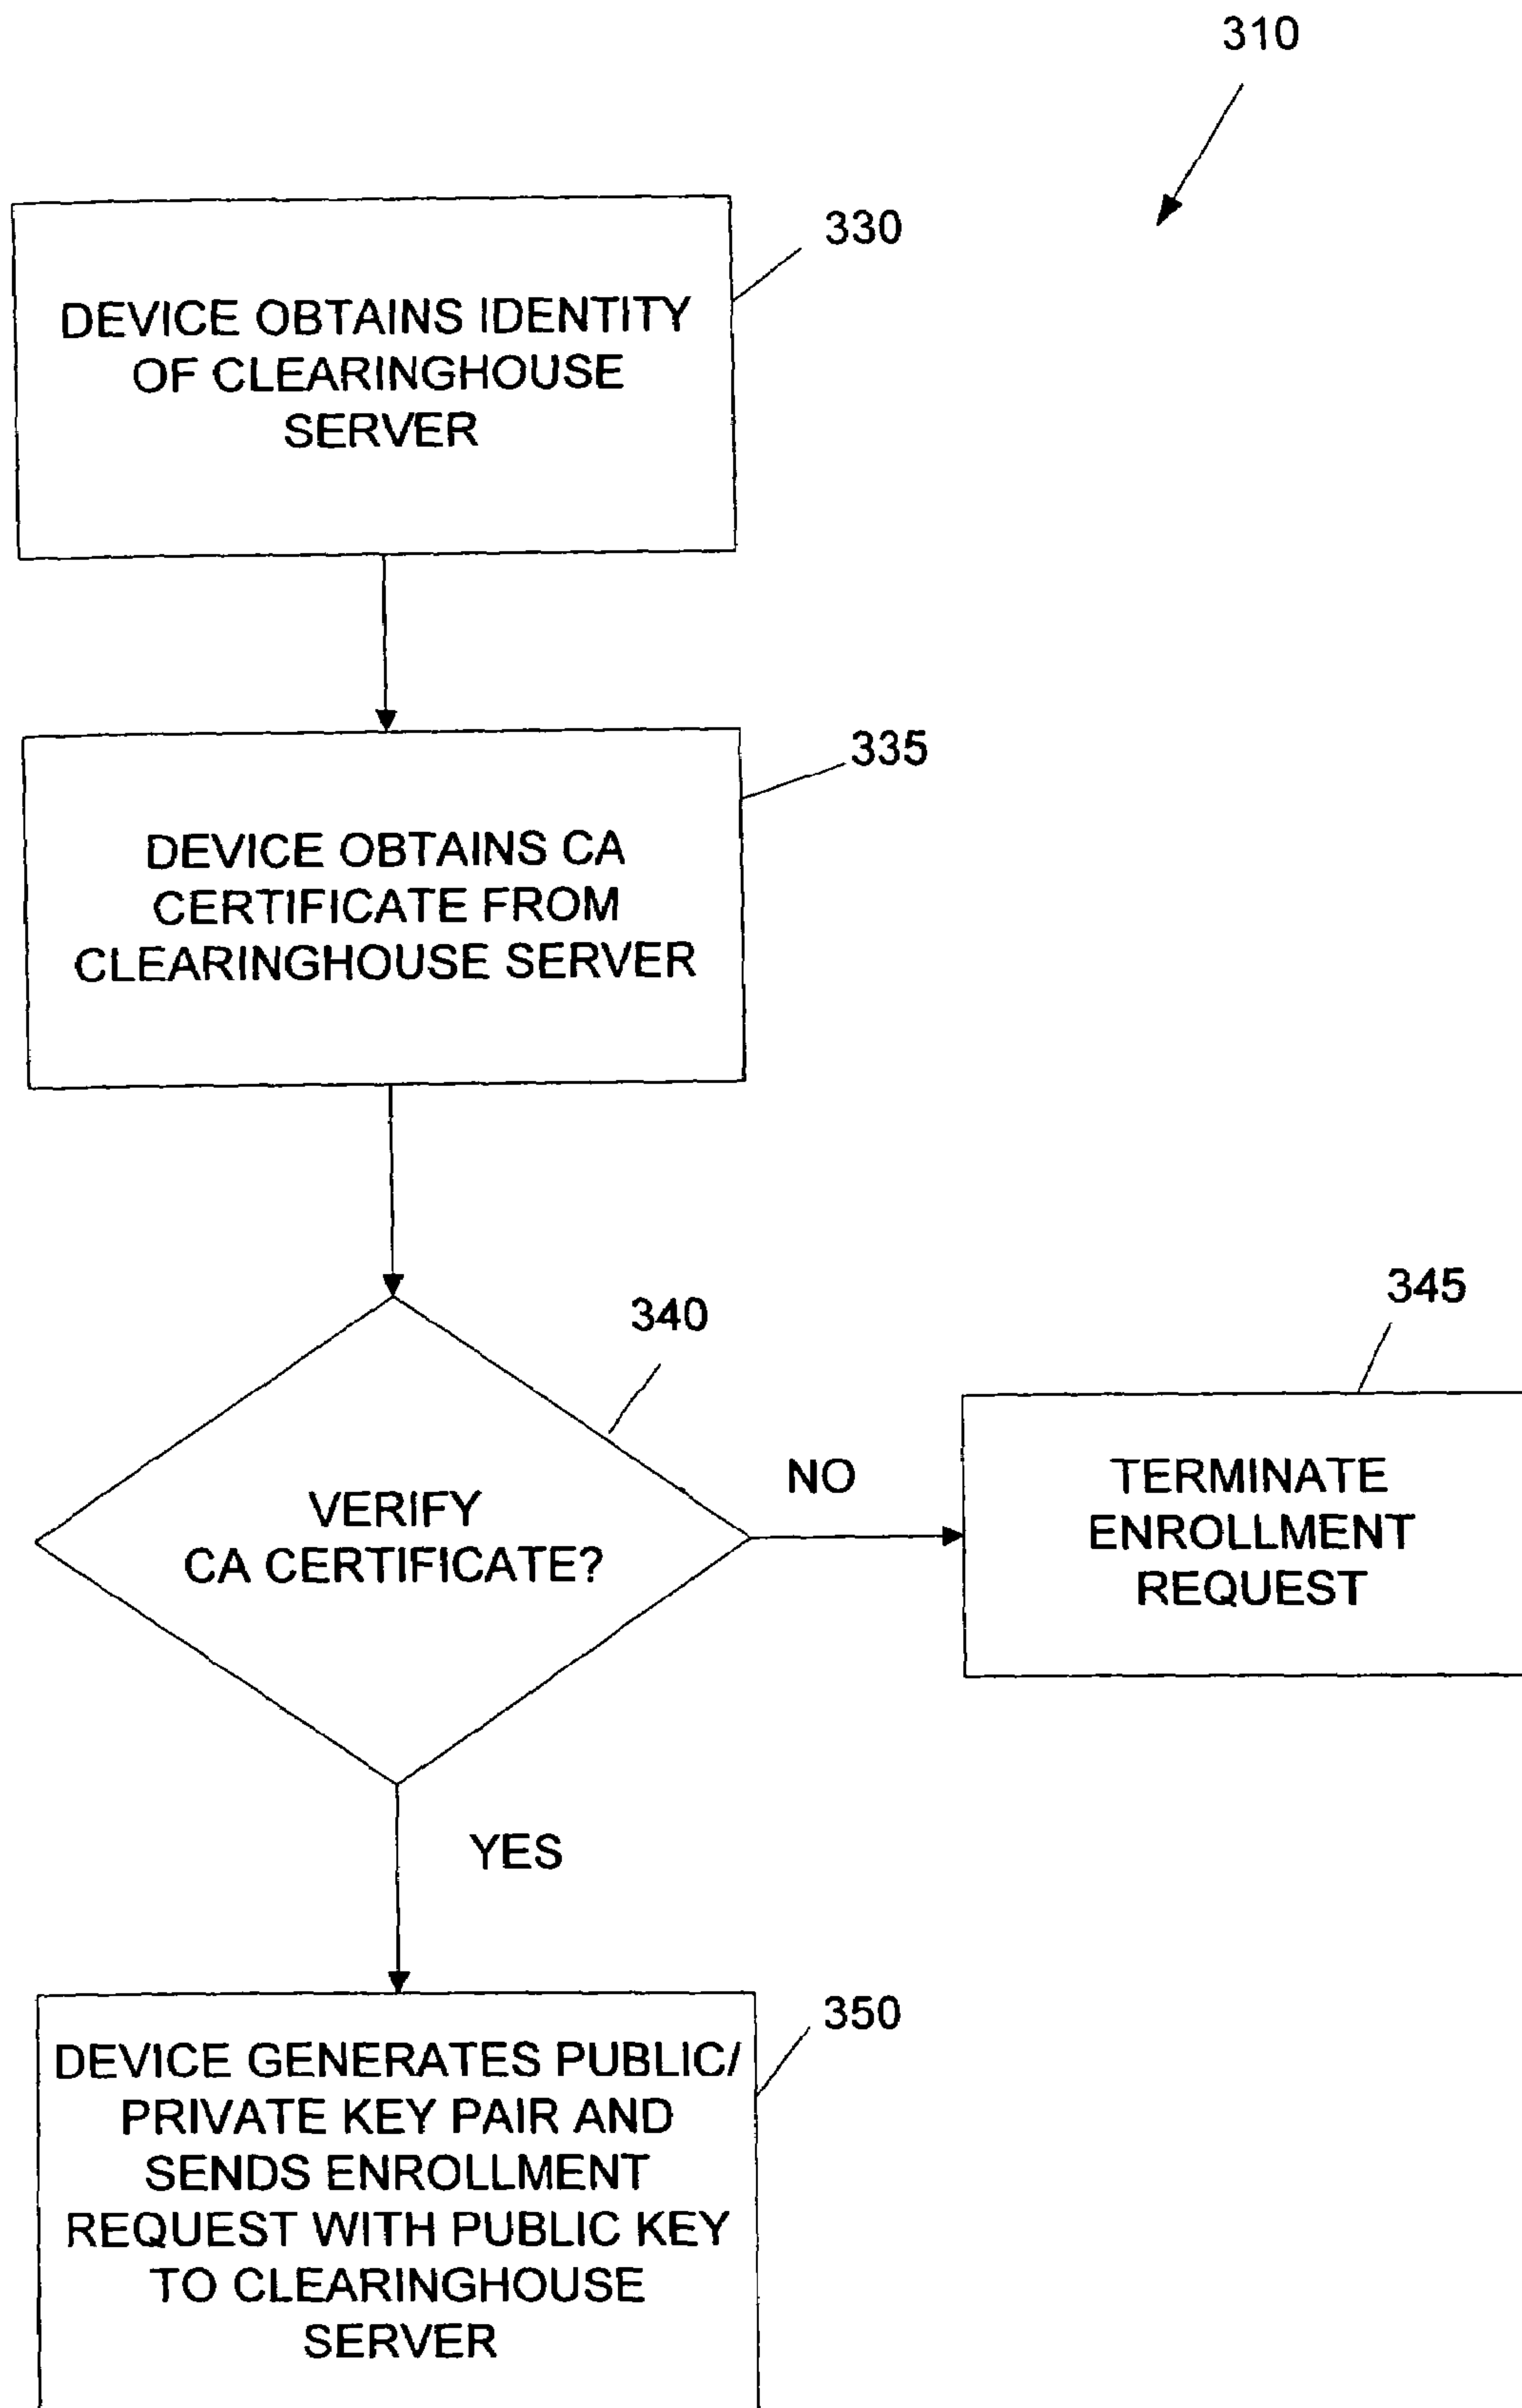 310
330
DEVICE OBTAINS IDENTITY
OF CLEARINGHOUSE
SERVER
335
DEVICE OBTAINS CA
CERTIFICATE FROM
CLEARINGHOUSE SERVER
340
VERIFY
CA CERTIFICATE?
NO
345
TERMINATE
ENROLLMENT
REQUEST
YES
350
DEVICE GENERATES PUBLIC/
PRIVATE KEY PAIR AND
SENDS ENROLLMENT
REQUEST WITH PUBLIC KEY
TO CLEARINGHOUSE
SERVER